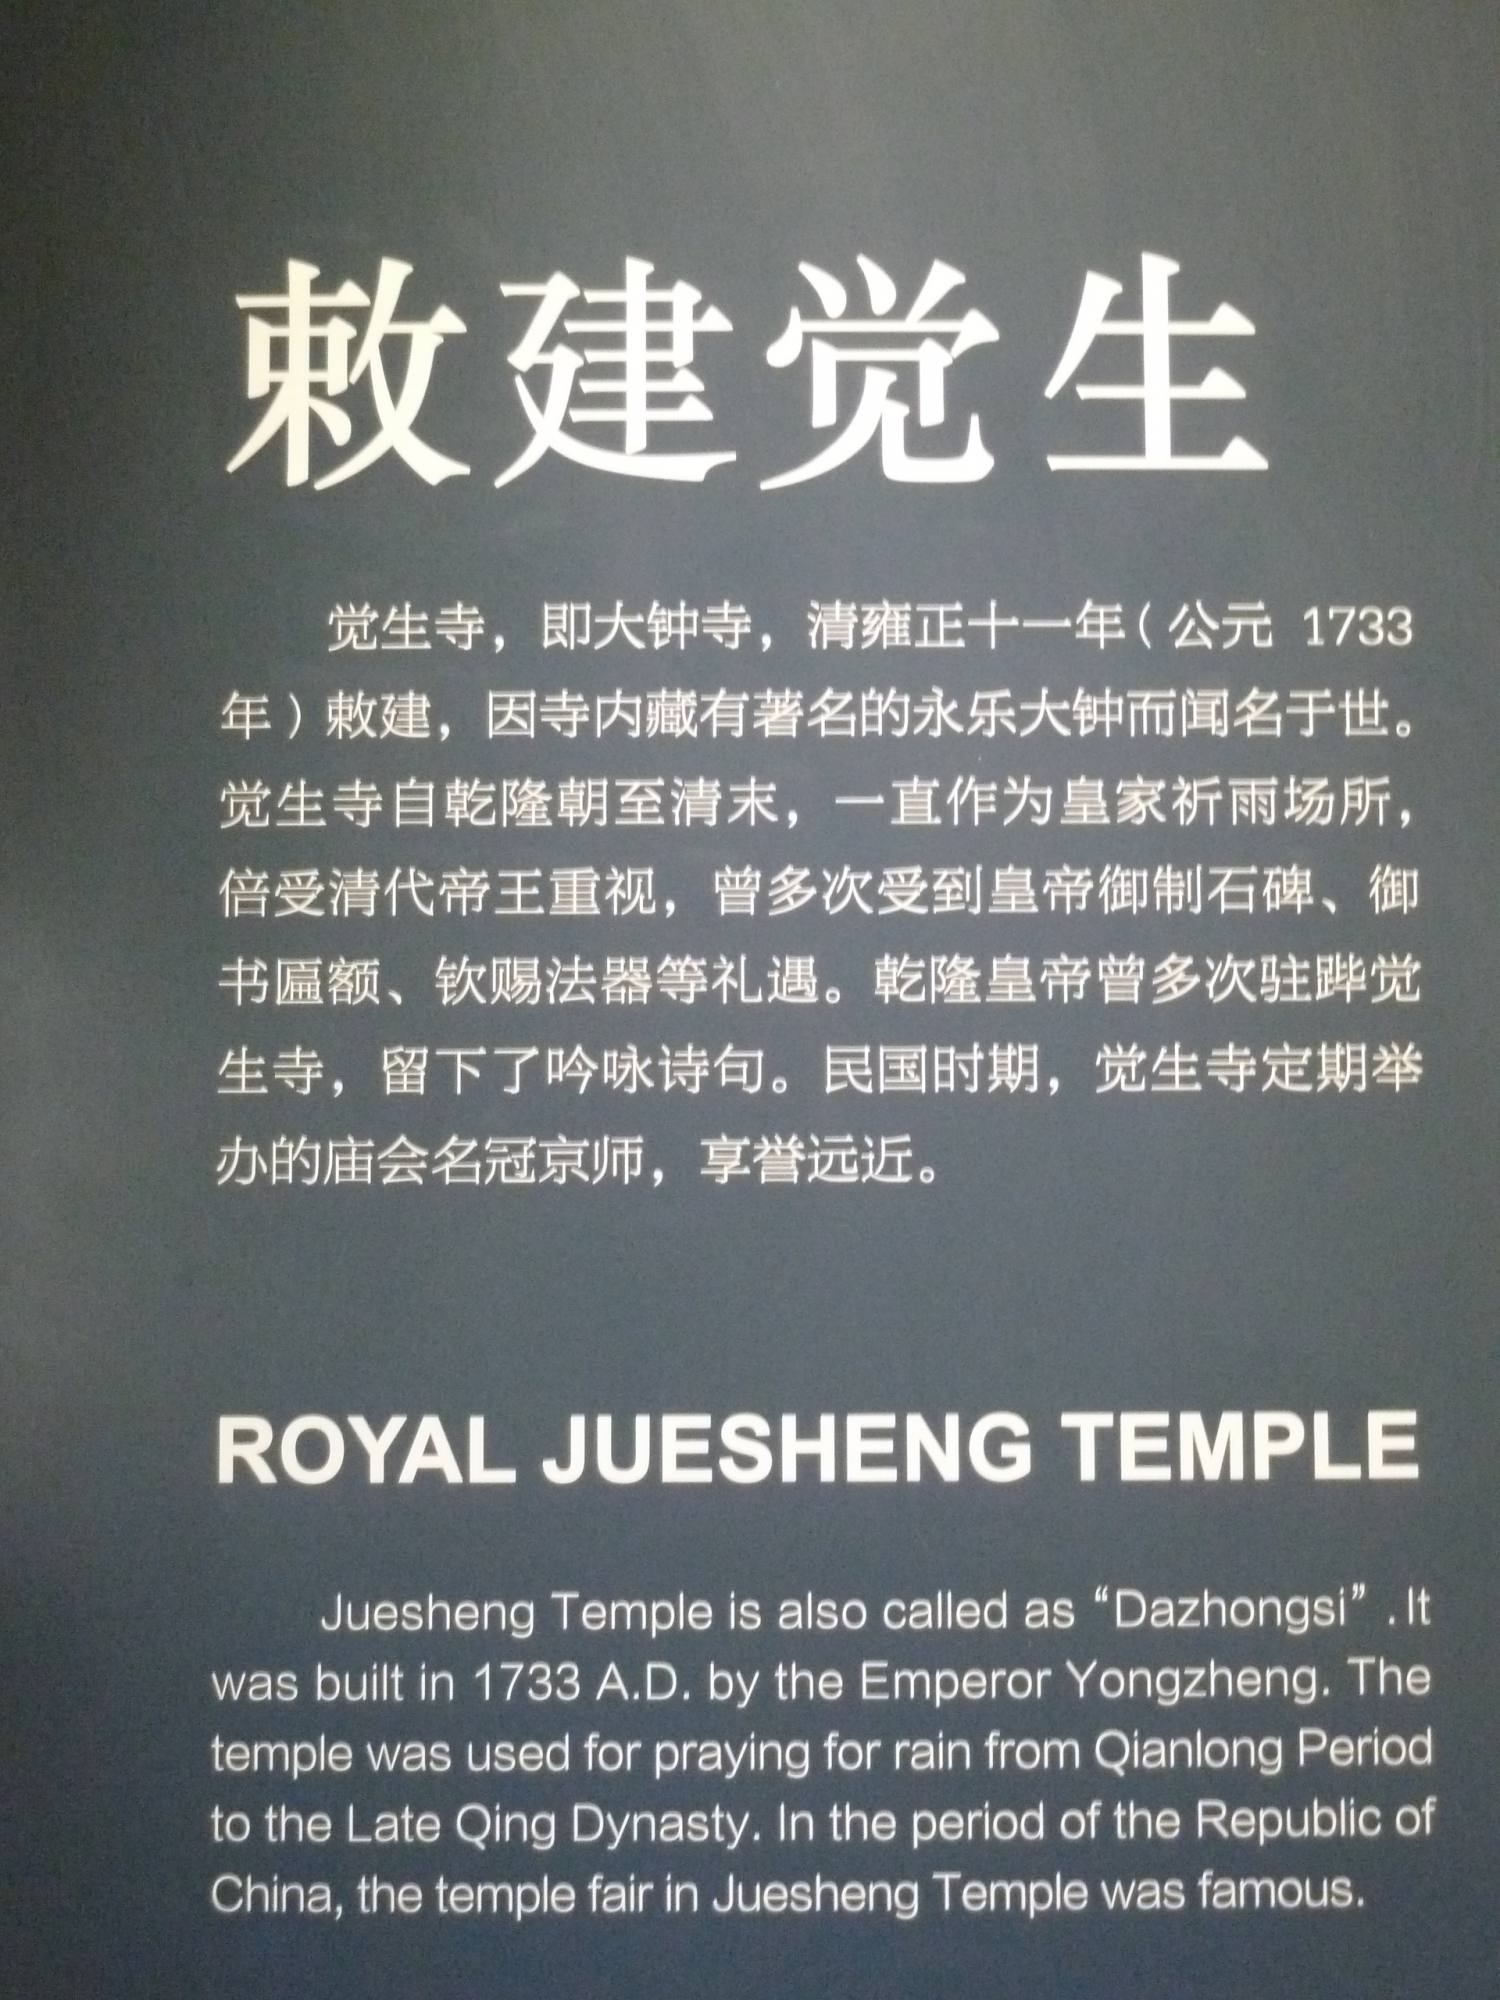 敕建觉生
觉生寺，即大钟寺，清雍正十一年（公元 1733
年）敕建，因寺内藏有著名的永乐大钟而闻名于世。
觉生寺自乾隆朝至清末，一直作为皇家祈雨场所，
倍受清代帝王重视，曾多次受到皇帝御制石碑、御
书匾额、钦赐法器等礼遇。乾隆皇帝曾多次驻跸觉
生寺，留下了吟咏诗句。民国时期，觉生寺定期举
办的庙会名冠京师，享誉远近。
ROYAL JUESHENG TEMPLE
Juesheng Temple is also called as “Dazhongsi” . It
was built in 1733 A.D. by the Emperor Yongzheng. The
temple was used for praying for rain from Qianlong Period
to the Late Qing Dynasty. In the period of the Republic of
China, the temple fair in Juesheng Temple was famous.